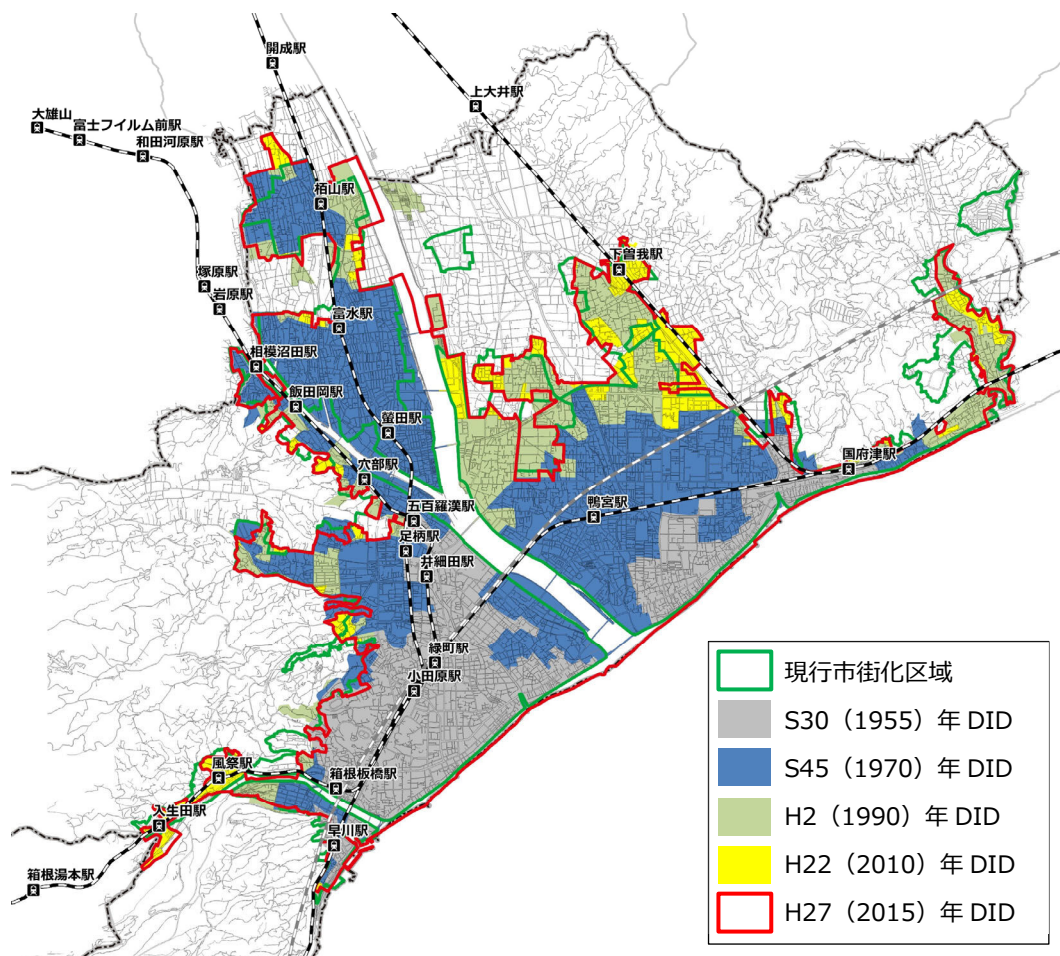 開成駅
上大井駅
大雄山
富士フイルム前駅
和田河原駅
栢山駅
下曽我駅
塚原駅
岩原駅
富水駅
相模沼田駅
飯田岡駅
螢田駅
国府津駅
穴部駅
五百羅漢駅
鴨宮駅
足柄駅
井細田駅
緑町駅
小田原駅
風祭駅
箱根板橋駅
入生田駅
早川駅
箱根湯本駅
現行市街化区域
S30（1955）年 DID
S45（1970）年 DID
H2（1990）年 DID
H22（2010）年 DID
H27（2015）年 DID